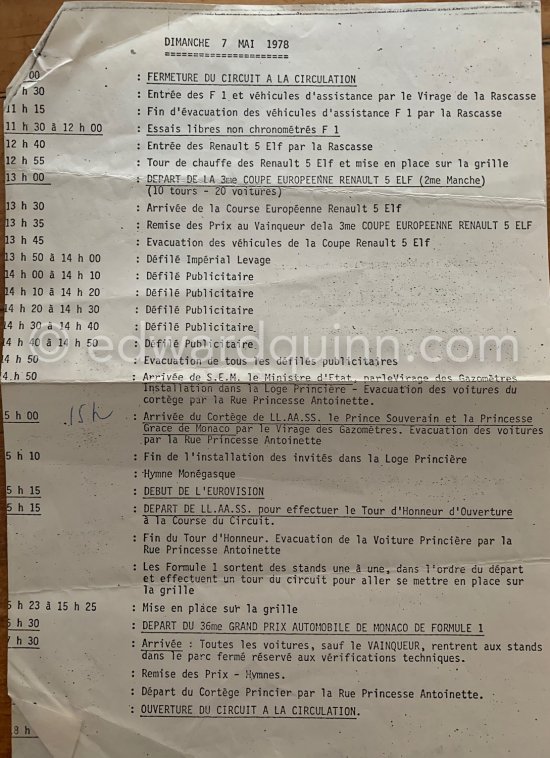 DIMANCHE 7 MAI 1978
=======================
00 : FERMETURE DU CIRCUIT A LA CIRCULATION
h 30 : Entrée des F 1 et véhicules d'assistance par le Virage de la Rascasse
11 h 15 : Fin d'évacuation des véhicules d'assistance F 1 par la Rascasse
11 h 30 à 12 h 00 : Essais libres non chronométrés F 1
12 h 40 : Entrée des Renault 5 Elf par la Rascasse
12 h 55 : Tour de chauffe des Renault 5 Elf et mise en place sur la grille
13 h 00 : DEPART DE LA 3me COUPE EUROPEENNE RENAULT 5 ELF (2me Manche)
(10 tours - 20 voitures)
13 h 30 : Arrivée de la Course Européenne Renault 5 Elf
13 h 35 : Remise des Prix au Vainqueur dela 3me COUPE EUROPEENNE RENAULT 5 ELF
13 h 45 : Evacuation des véhicules de la Coupe Renault 5 Elf
13 h 50 à 14 h 00 : Défilé Impérial Levage
14 h 00 à 14 h 10 : Défilé Publicitaire
14 h 10 à 14 h 20 : Défilé Publicitaire
14 h 20 à 14 h 30 : Défilé Publicitaire
14 h 30 à 14 h 40 : Défilé Publicitaire
14 h 40 à 14 h 50 : Défilé Publicitaire
© edwardquinn.com
4 h 50 : Evacuation de tous les défilés publicitaires
4 h 50 : Arrivée de S.E.M. le Ministre d'Etat, parleVirage des Gazomètres
Installation dans la Loge Princière - Evacuation des voitures du
cortège par la Rue P. Antoinette.
5 h 00 15h : Arrivée du Cortège de LL.AA.SS. le Prince Souverain et la Princesse
Grace de Monaco par le Virage des Gazomètres. Evacuation des voitures
par la Rue Princesse Antoinette
5 h 10 : Fin de l'installation des invités dans la Loge Princière
: Hymne Monégasque
5 h 15 : DEBUT DE L'EUROVISION
5 h 15 : DEPART DE LL.AA.SS. pour effectuer le Tour d'Honneur d'Ouverture
à la Course du Circuit.
: Fin du Tour d'Honneur. Evacuation de la Voiture Princière par la
Rue Princesse Antoinette
: Les Formule 1 sortent des stands une à une, dans l'ordre du départ
et effectuent un tour du circuit pour aller se mettre en place sur
la grille
5 h 23 à 15 h 25 : Mise en place sur la grille
5 h 30 : DEPART DU 36me GRAND PRIX AUTOMOBILE DE MONACO DE FORMULE 1
7 h 30 : Arrivée : Toutes les voitures, sauf le VAINQUEUR, rentrent aux stands
dans le parc fermé réservé aux vérifications techniques.
: Remise des Prix - Hymnes.
: Départ du Cortège Princier par la Rue Princesse Antoinette.
: OUVERTURE DU CIRCUIT A LA CIRCULATION.
8 h